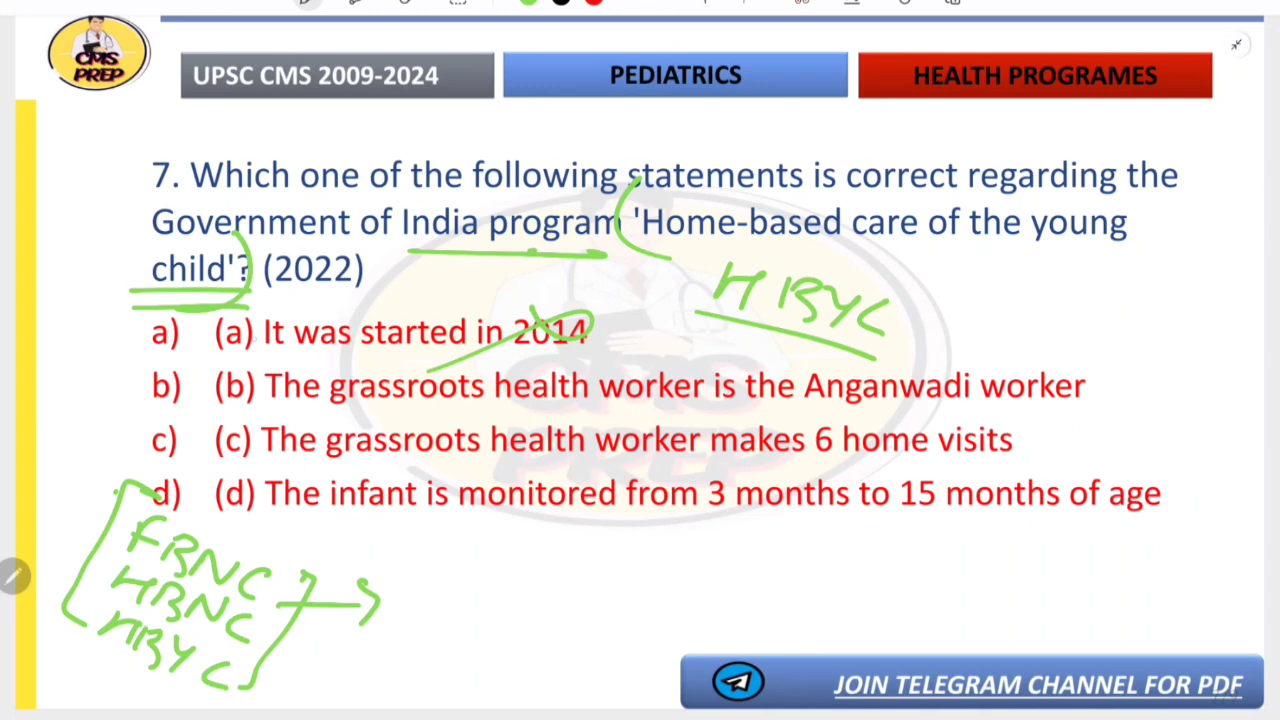 CMS
PREP
UPSC CMS 2009-2024
PEDIATRICS
HEALTH PROGRAMES
7. Which one of the following statements is correct regarding the
Government of India program 'Home-based care of the young
child'? (2022)
HBYC
a) (a) It was started in 2014
b) (b) The grassroots health worker is the Anganwadi worker
c) (c) The grassroots health worker makes 6 home visits
d) (d) The infant is monitored from 3 months to 15 months of age
FBNC
HBNC
HBYC
JOIN TELEGRAM CHANNEL FOR PDF